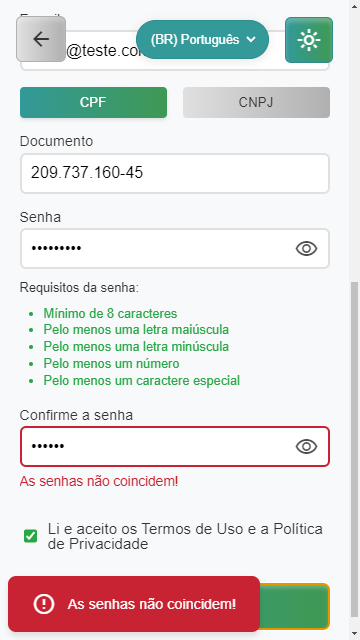 (BR) Português
@teste.co
CPF
CNPJ
Documento
209.737.160-45
Senha
•••••••••
Requisitos da senha:
• Mínimo de 8 caracteres
• Pelo menos uma letra maiúscula
• Pelo menos uma letra minúscula
• Pelo menos um número
• Pelo menos um caractere especial
Confirme a senha
••••••
As senhas não coincidem!
Li e aceito os Termos de Uso e a Política
de Privacidade
As senhas não coincidem!